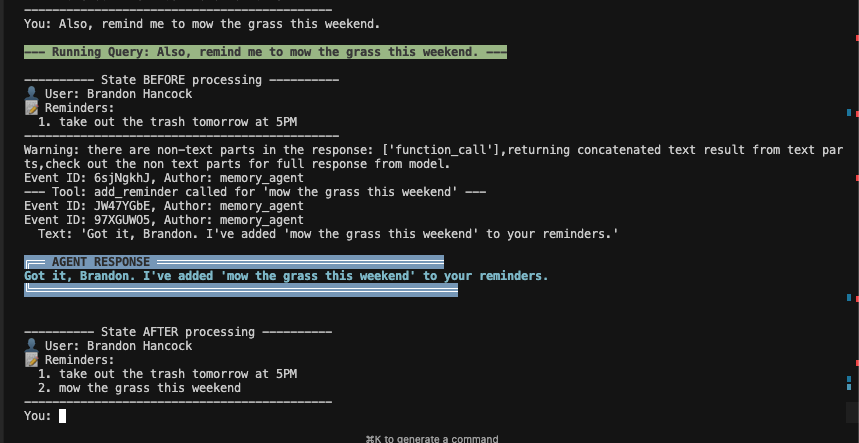 ----------------------------------------------
You: Also, remind me to mow the grass this weekend.
--- Running Query: Also, remind me to mow the grass this weekend. ---
---------- State BEFORE processing ----------
👤 User: Brandon Hancock
📝 Reminders:
1. take out the trash tomorrow at 5PM
----------------------------------------------
Warning: there are non-text parts in the response: ['function_call'],returning concatenated text result from text par
ts,check out the non text parts for full response from model.
Event ID: 6sjNgkhJ, Author: memory_agent
--- Tool: add_reminder called for 'mow the grass this weekend' ---
Event ID: JW47YGbE, Author: memory_agent
Event ID: 97XGUWO5, Author: memory_agent
Text: 'Got it, Brandon. I've added 'mow the grass this weekend' to your reminders.'
╔══ AGENT RESPONSE ═════════════════════════════════════════
Got it, Brandon. I've added 'mow the grass this weekend' to your reminders.
╚═════════════════════════════════════════════════════════════
---------- State AFTER processing ----------
👤 User: Brandon Hancock
📝 Reminders:
1. take out the trash tomorrow at 5PM
2. mow the grass this weekend
----------------------------------------------
You:
⌘K to generate a command